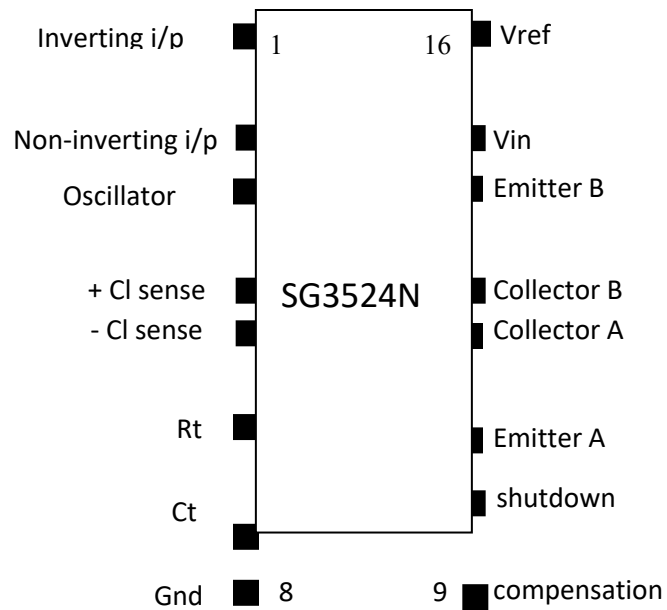 Inverting i/p 1 16 Vref
Non-inverting i/p Vin
Oscillator Emitter B
+ Cl sense SG3524N Collector B
- Cl sense Collector A
Rt Emitter A
Ct shutdown
Gnd 8 9 compensation